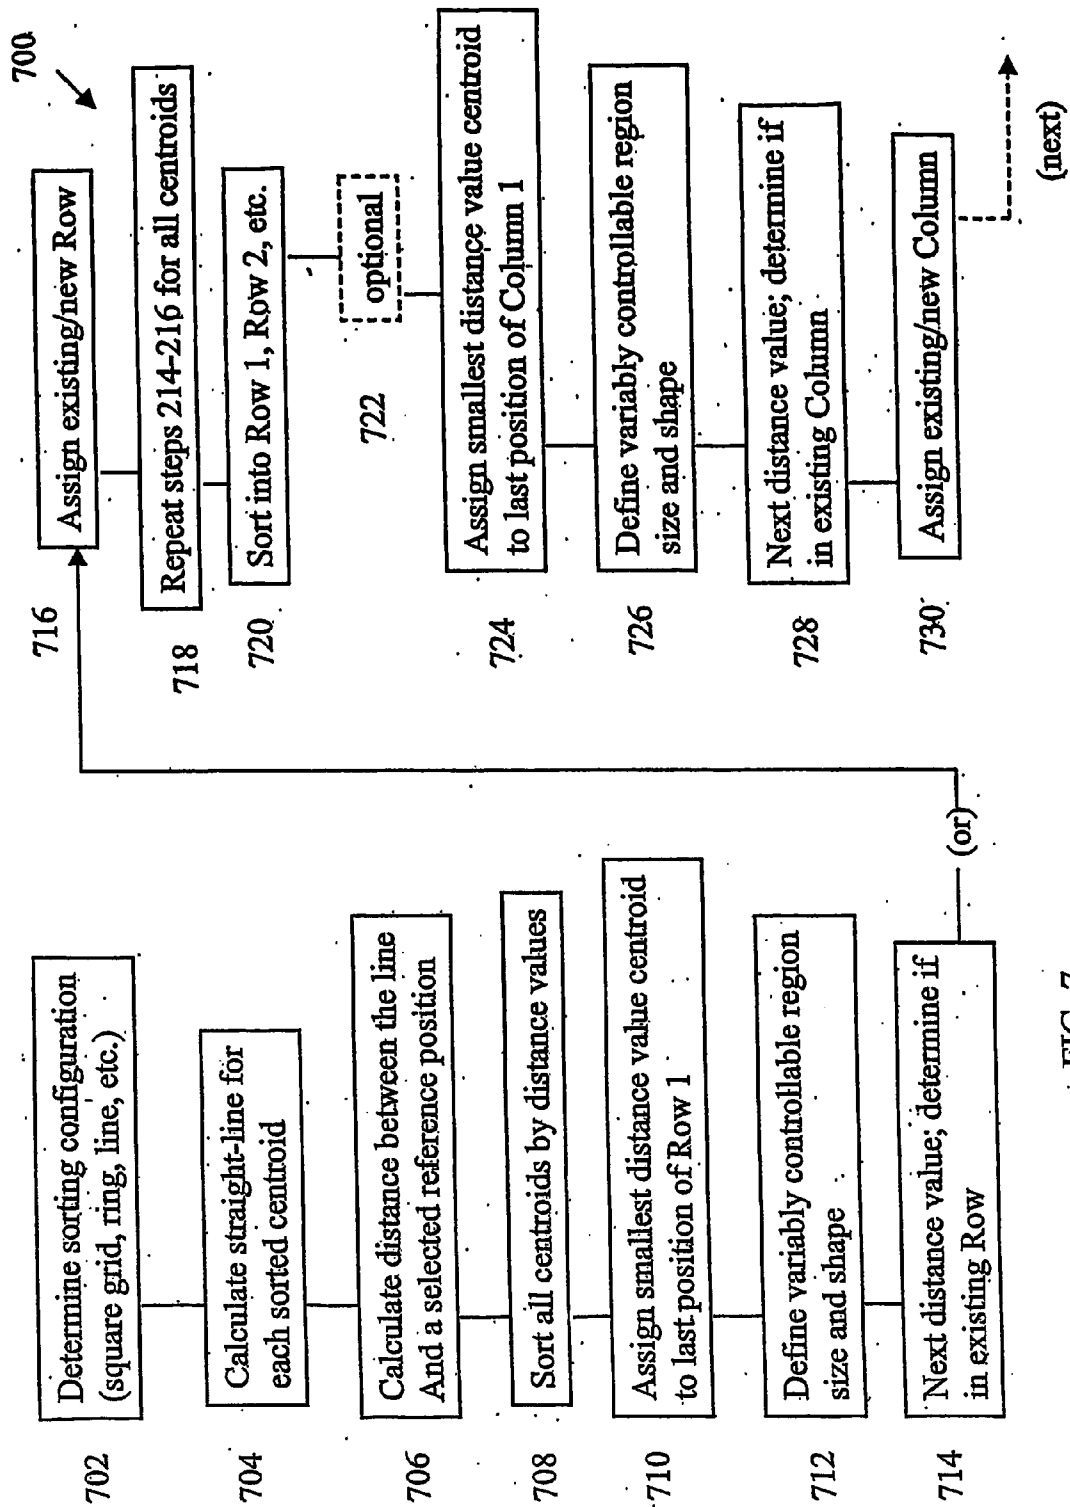 700
702
Determine sorting configuration
(square grid, ring, line, etc.)
704
Calculate straight-line for
each sorted centroid
706
Calculate distance between the line
And a selected reference position
708
Sort all centroids by distance values
710
Assign smallest distance value centroid
to last position of Row 1
712
Define variably controllable region
size and shape
714
Next distance value; determine if
in existing Row
(or)
716
Assign existing/new Row
718
Repeat steps 214-216 for all centroids
720
Sort into Row 1, Row 2, etc.
722
optional
724
Assign smallest distance value centroid
to last position of Column 1
726
Define variably controllable region
size and shape
728
Next distance value; determine if
in existing Column
730
Assign existing/new Column
(next)
FIG. 7